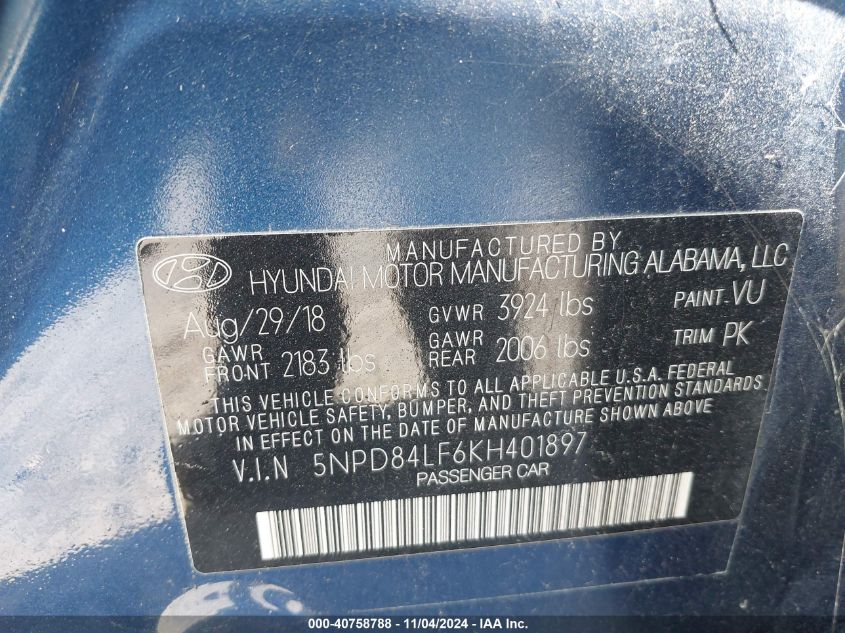 MANUFACTURED BY
HYUNDAI MOTOR MANUFACTURING ALABAMA, LLC
Aug/29/18 GVWR 3924 lbs PAINT: VU
GAWR FRONT 2183 lbs GAWR REAR 2006 lbs TRIM PK
THIS VEHICLE CONFORMS TO ALL APPLICABLE U.S.A. FEDERAL
MOTOR VEHICLE SAFETY, BUMPER, AND THEFT PREVENTION STANDARDS
IN EFFECT ON THE DATE OF MANUFACTURE SHOWN ABOVE
V.I.N 5NPD84LF6KH401897
PASSENGER CAR
000-40758788 - 11/04/2024 - IAA Inc.